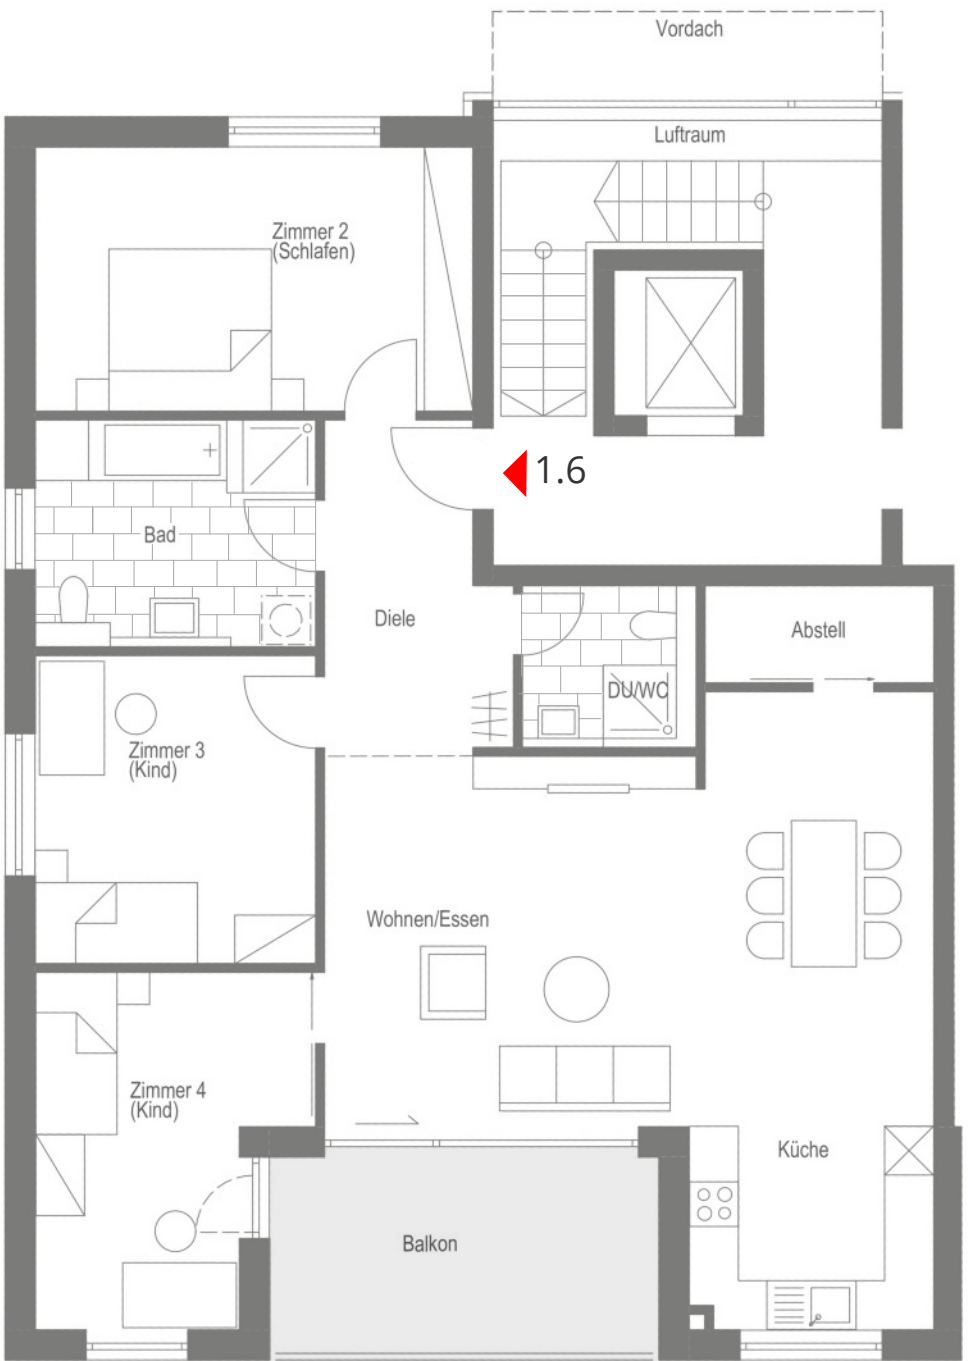 Vordach
Luftraum
Zimmer 2
(Schlafen)
1.6
Bad
Diele
Abstell
DU/WC
Zimmer 3
(Kind)
Wohnen/Essen
Zimmer 4
(Kind)
Küche
Balkon